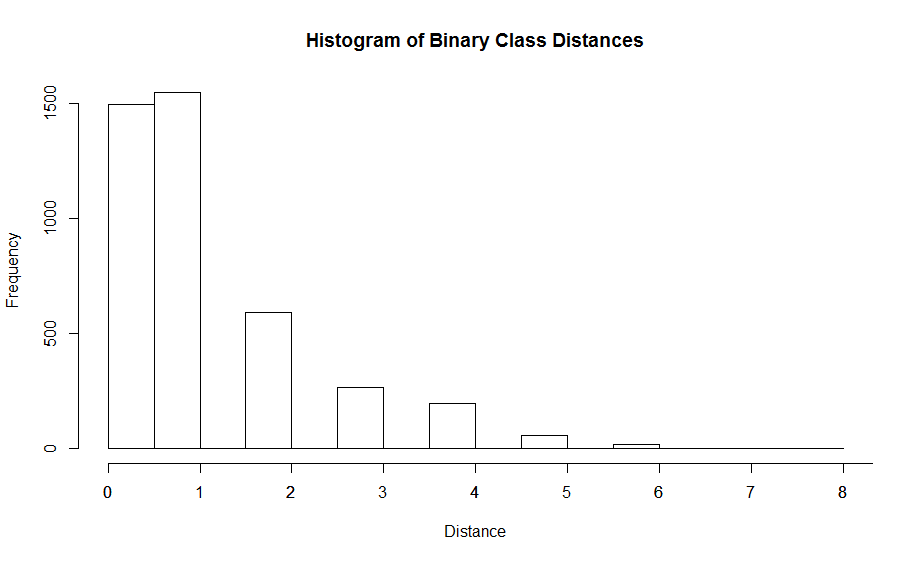 Histogram of Binary Class Distances
1500
1000
500
0
Frequency
0 1 2 3 4 5 6 7 8
Distance